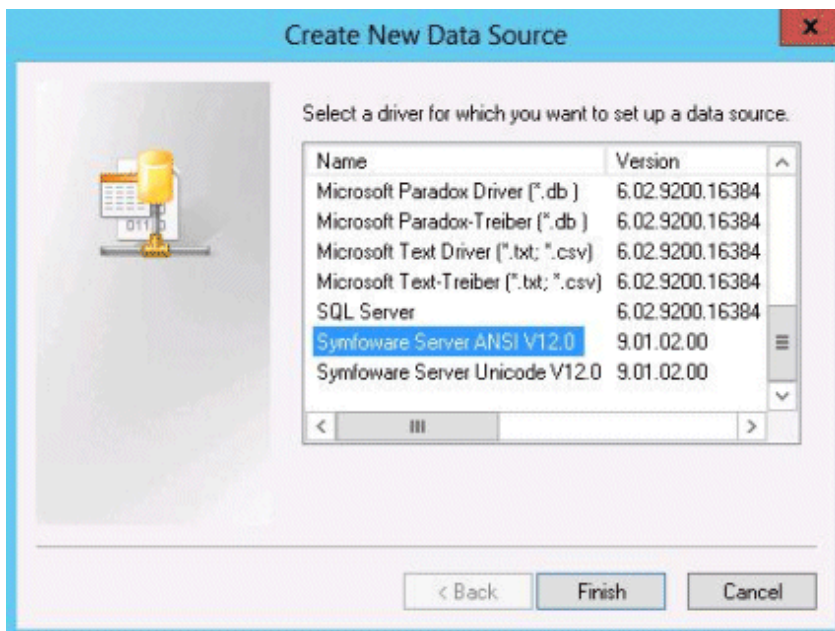 Create New Data Source
x
Select a driver for which you want to set up a data source.
Name Version
Microsoft Paradox Driver (*.db ) 6.02.9200.16384
Microsoft Paradox-Treiber (*.db ) 6.02.9200.16384
Microsoft Text Driver (*.txt; *.csv) 6.02.9200.16384
Microsoft Text-Treiber (*.txt; *.csv) 6.02.9200.16384
SQL Server 6.02.9200.16384
Symfoware Server ANSI V12.0 9.01.02.00
Symfoware Server Unicode V12.0 9.01.02.00
< Back Finish Cancel